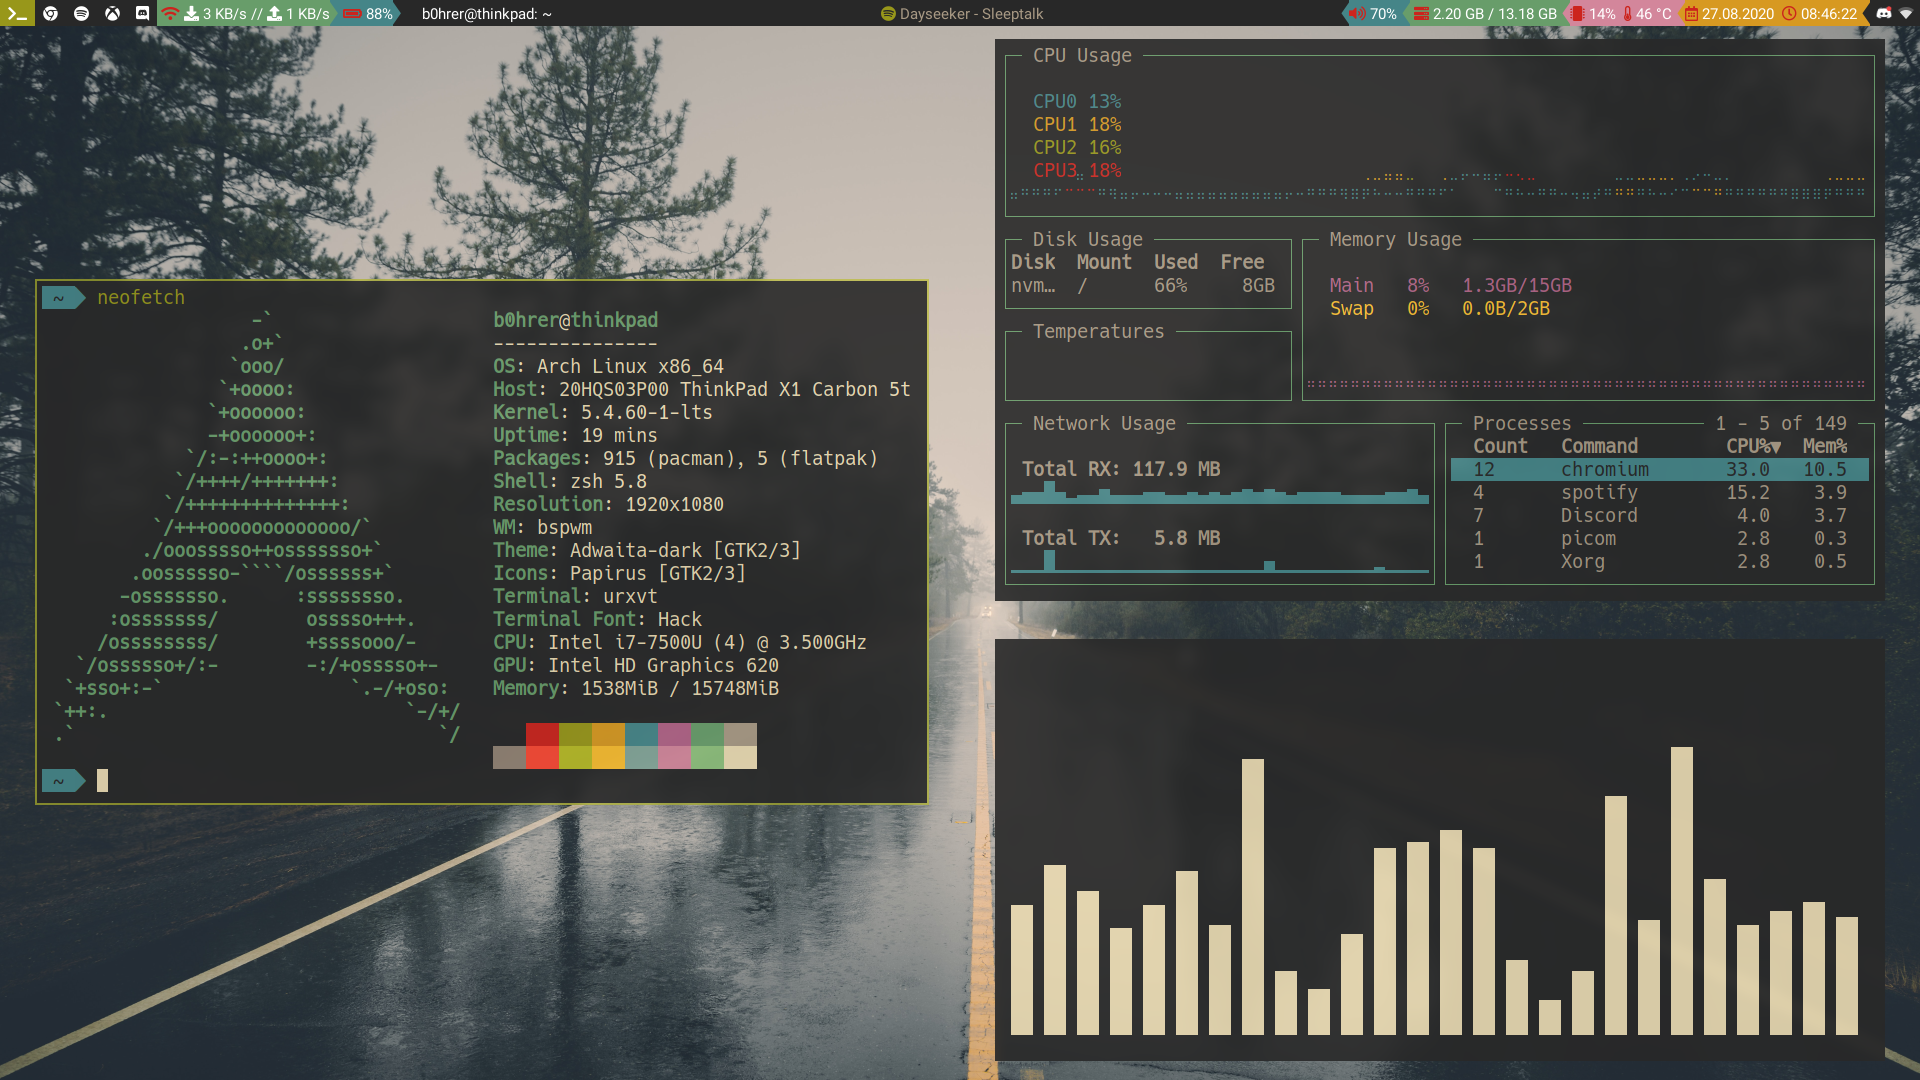 3 KB/s // 1 KB/s 88% b0hrer@thinkpad: ~ Dayseeker - Sleeptalk 70% 2.20 GB / 13.18 GB 14% 46 °C 27.08.2020 08:46:22
~ neofetch
-`
.o+`
`ooo/
`+oooo:
`+oooooo:
-+oooooo+:
`/:-:++oooo+:
`/++++/+++++++:
`/++++++++++++++:
`/+++ooooooooooooo/`
./ooosssso++osssssso+`
.oossssso-````/ossssss+`
-osssssso.      :ssssssso.
:osssssss/        osssso+++.
/ossssssss/        +ssssooo/-
`/ossssso+/:-        -:/+osssso+-
`+sso+:-`                 `.-/+oso:
`++:.                           `-/+/
.`                                 `/
b0hrer@thinkpad
---------------
OS: Arch Linux x86_64
Host: 20HQS03P00 ThinkPad X1 Carbon 5t
Kernel: 5.4.60-1-lts
Uptime: 19 mins
Packages: 915 (pacman), 5 (flatpak)
Shell: zsh 5.8
Resolution: 1920x1080
WM: bspwm
Theme: Adwaita-dark [GTK2/3]
Icons: Papirus [GTK2/3]
Terminal: urxvt
Terminal Font: Hack
CPU: Intel i7-7500U (4) @ 3.500GHz
GPU: Intel HD Graphics 620
Memory: 1538MiB / 15748MiB
~
CPU Usage
CPU0 13%
CPU1 18%
CPU2 16%
CPU3 18%
Disk Usage
Disk Mount Used Free
nvm… / 66% 8GB
Memory Usage
Main 8% 1.3GB/15GB
Swap 0% 0.0B/2GB
Temperatures
Network Usage
Total RX: 117.9 MB
Total TX: 5.8 MB
Processes 1 - 5 of 149
Count Command CPU%▼ Mem%
12 chromium 33.0 10.5
4 spotify 15.2 3.9
7 Discord 4.0 3.7
1 picom 2.8 0.3
1 Xorg 2.8 0.5